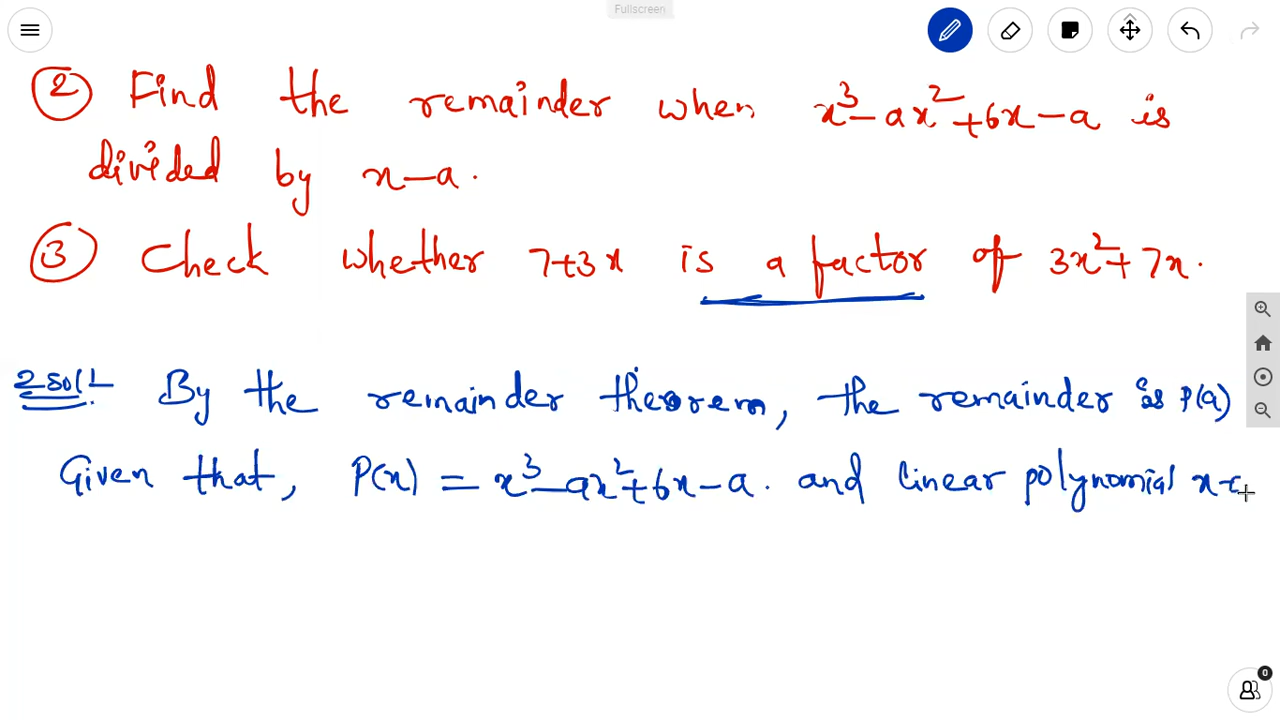 Fullscreen
② Find the remainder when x³-ax²+6x-a is
divided by x-a.
③ Check whether 7+3x is a factor of 3x²+7x.
2 sol: By the remainder theorem, the remainder is P(a)
Given that, P(x) = x³-ax²+6x-a. and linear polynomial x-
0